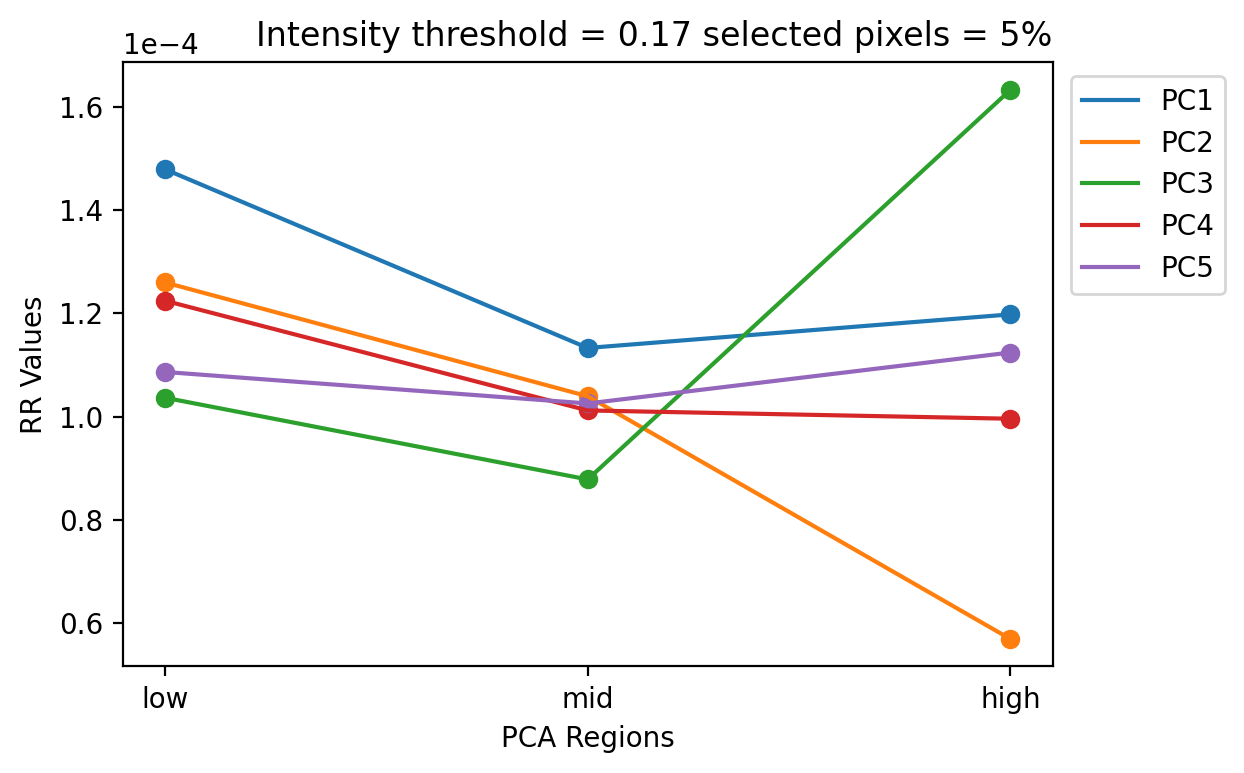 Intensity threshold = 0.17 selected pixels = 5%
1e−4
1.6
1.4
1.2
1.0
0.8
0.6
RR Values
low mid high
PCA Regions
PC1
PC2
PC3
PC4
PC5